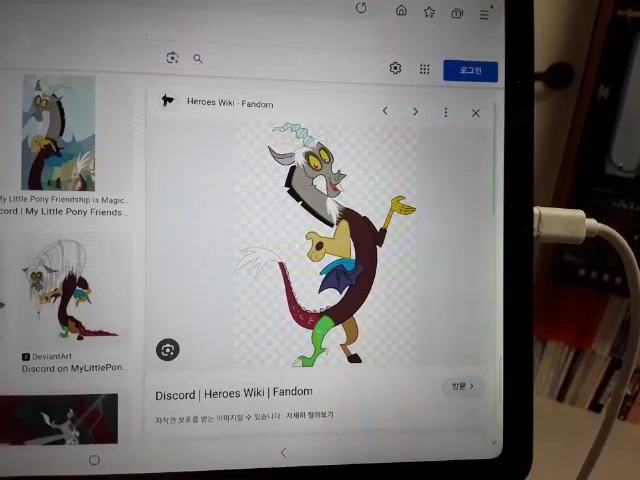 로그인
Heroes Wiki - Fandom
My Little Pony Friendship is Magic...
cord | My Little Pony Friends...
DeviantArt
Discord on MyLittlePon...
Discord | Heroes Wiki | Fandom
방문 >
저작권 보호를 받는 이미지일 수 있습니다. 자세히 알아보기